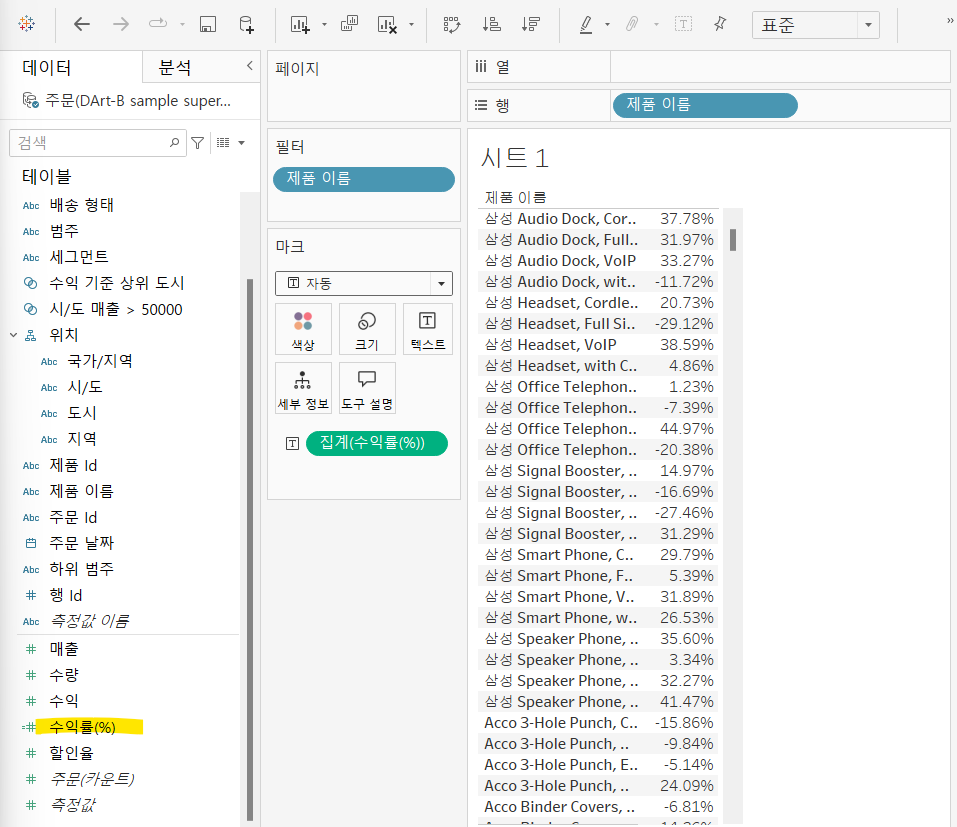 표준
데이터
분석
주문(DArt-B sample super...
검색
테이블
Abc 배송 형태
Abc 범주
Abc 세그먼트
수익 기준 상위 도시
시/도 매출 > 50000
위치
Abc 국가/지역
Abc 시/도
Abc 도시
Abc 지역
Abc 제품 Id
Abc 제품 이름
Abc 주문 Id
주문 날짜
Abc 하위 범주
# 행 Id
Abc 측정값 이름
# 매출
# 수량
# 수익
=# 수익률(%)
# 할인율
# 주문(카운트)
# 측정값
페이지
필터
제품 이름
마크
자동
색상
크기
텍스트
세부 정보
도구 설명
집계(수익률(%))
열
행
제품 이름
시트 1
제품 이름
삼성 Audio Dock, Cor.. 37.78%
삼성 Audio Dock, Full.. 31.97%
삼성 Audio Dock, VoIP 33.27%
삼성 Audio Dock, wit.. -11.72%
삼성 Headset, Cordle.. 20.73%
삼성 Headset, Full Si.. -29.12%
삼성 Headset, VoIP 38.59%
삼성 Headset, with C.. 4.86%
삼성 Office Telephon.. 1.23%
삼성 Office Telephon.. -7.39%
삼성 Office Telephon.. 44.97%
삼성 Office Telephon.. -20.38%
삼성 Signal Booster, .. 14.97%
삼성 Signal Booster, .. -16.69%
삼성 Signal Booster, .. -27.46%
삼성 Signal Booster, .. 31.29%
삼성 Smart Phone, C.. 29.79%
삼성 Smart Phone, F.. 5.39%
삼성 Smart Phone, V.. 31.89%
삼성 Smart Phone, w.. 26.53%
삼성 Speaker Phone, .. 35.60%
삼성 Speaker Phone, .. 3.34%
삼성 Speaker Phone, .. 32.27%
삼성 Speaker Phone, .. 41.47%
Acco 3-Hole Punch, C.. -15.86%
Acco 3-Hole Punch, .. -9.84%
Acco 3-Hole Punch, E.. -5.14%
Acco 3-Hole Punch, .. 24.09%
Acco Binder Covers, .. -6.81%